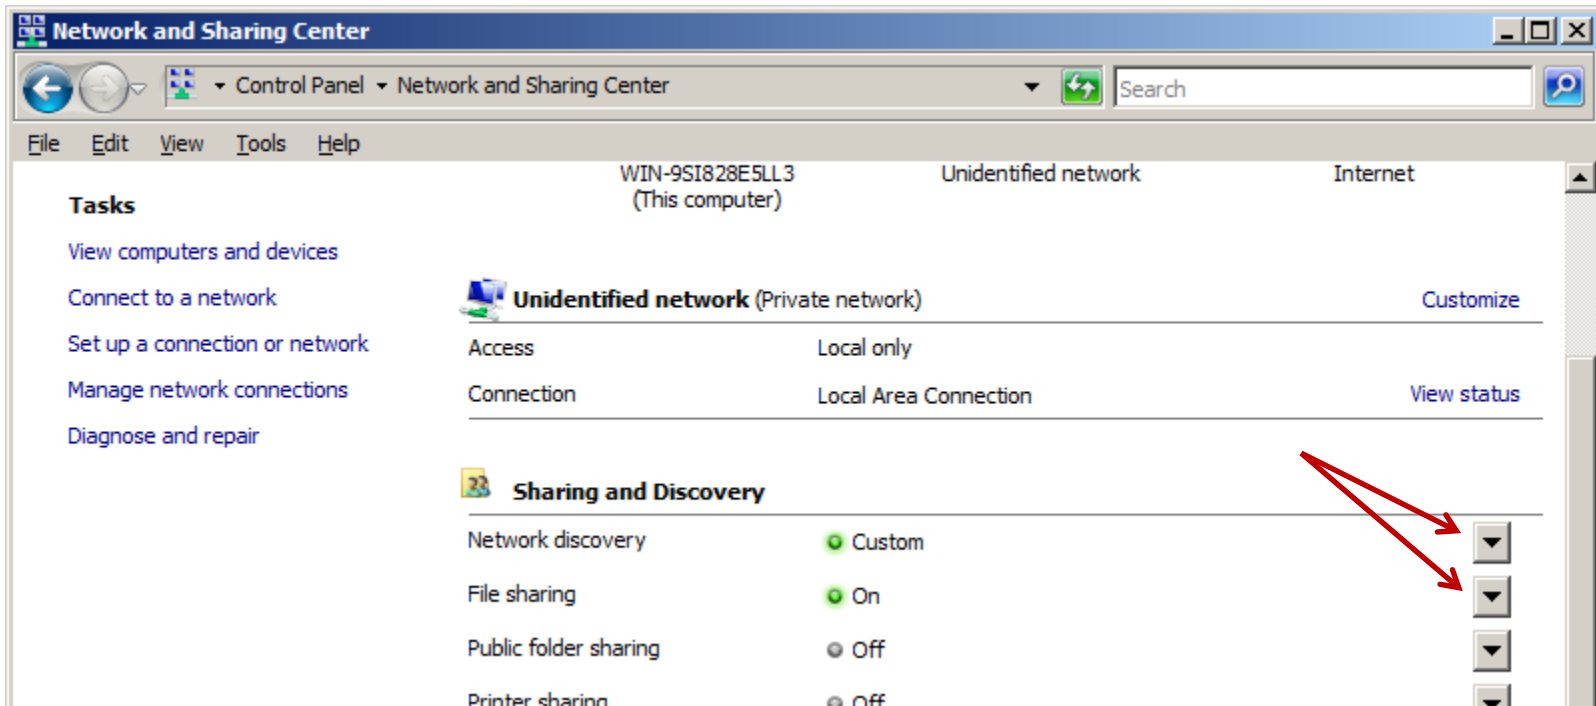 Network and Sharing Center
Control Panel Network and Sharing Center
Search
File Edit View Tools Help
WIN-9SI828E5LL3 Unidentified network Internet
(This computer)
Tasks
View computers and devices
Connect to a network
Set up a connection or network
Manage network connections
Diagnose and repair
Unidentified network (Private network) Customize
Access Local only
Connection Local Area Connection View status
Sharing and Discovery
Network discovery Custom
File sharing On
Public folder sharing Off
Printer sharing Off